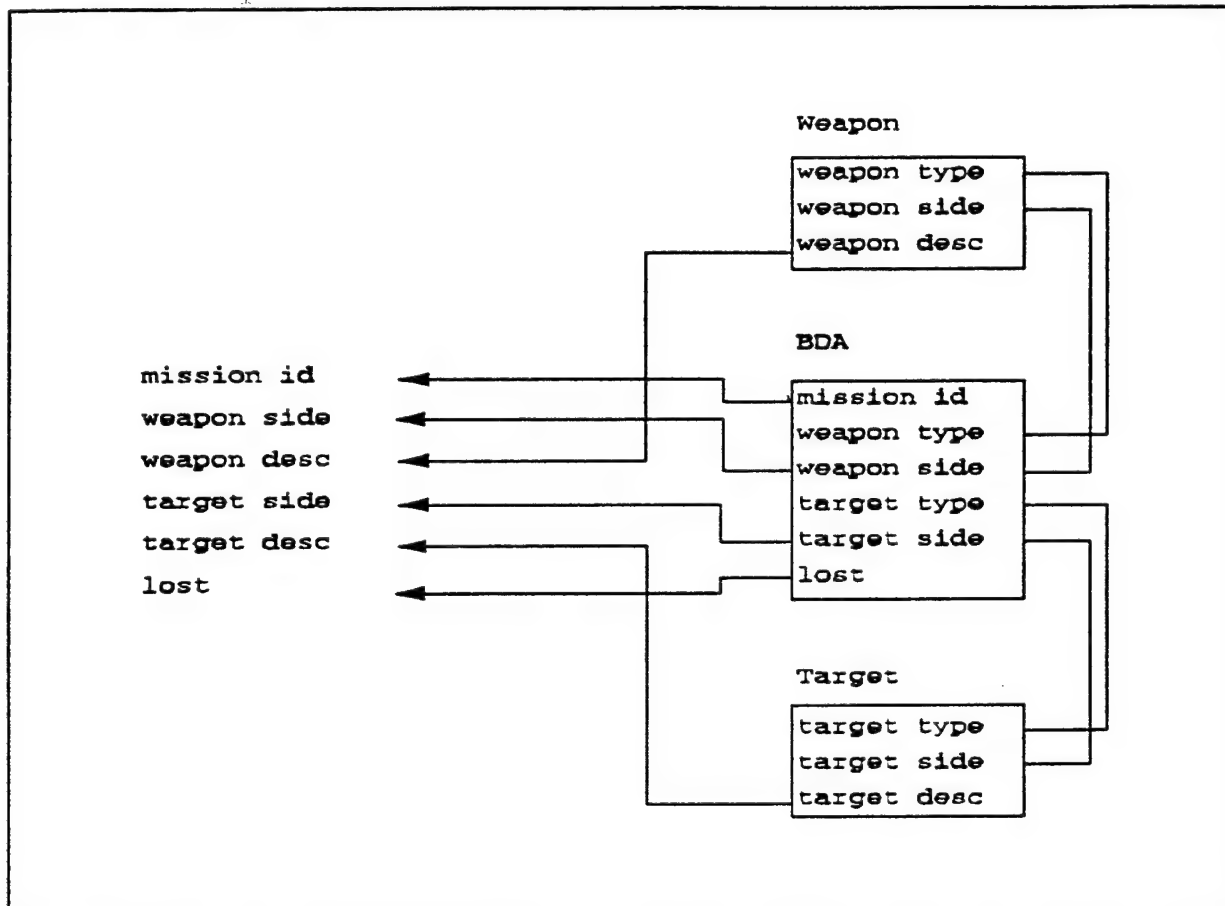 Weapon
weapon type
weapon side
weapon desc
BDA
mission id
weapon type
weapon side
target type
target side
lost
mission id
weapon side
weapon desc
target side
target desc
lost
Target
target type
target side
target desc